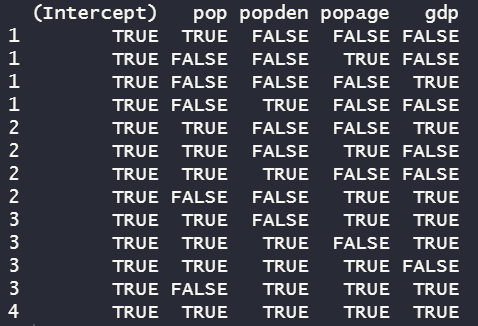 (Intercept) pop popden popage gdp
1 TRUE TRUE FALSE FALSE FALSE
1 TRUE FALSE FALSE TRUE FALSE
1 TRUE FALSE FALSE FALSE TRUE
1 TRUE FALSE TRUE FALSE FALSE
2 TRUE TRUE FALSE FALSE TRUE
2 TRUE TRUE FALSE TRUE FALSE
2 TRUE TRUE TRUE FALSE FALSE
2 TRUE FALSE FALSE TRUE TRUE
3 TRUE TRUE FALSE TRUE TRUE
3 TRUE TRUE TRUE FALSE TRUE
3 TRUE TRUE TRUE TRUE FALSE
3 TRUE FALSE TRUE TRUE TRUE
4 TRUE TRUE TRUE TRUE TRUE